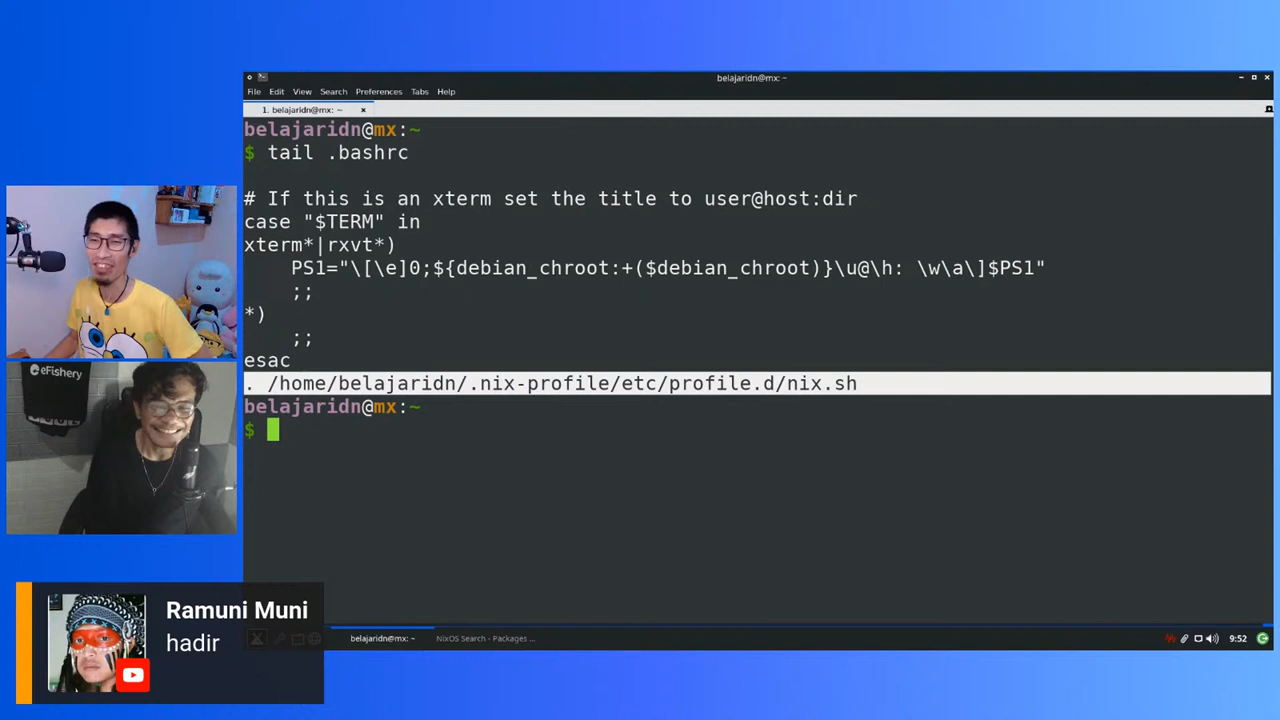 belajaridn@mx: ~
File Edit View Search Preferences Tabs Help
1. belajaridn@mx: ~ x
belajaridn@mx:~
$ tail .bashrc
# If this is an xterm set the title to user@host:dir
case "$TERM" in
xterm*|rxvt*)
PS1="\[\e]0;${debian_chroot:+($debian_chroot)}\u@\h: \w\a\]$PS1"
;;
*)
;;
esac
. /home/belajaridn/.nix-profile/etc/profile.d/nix.sh
belajaridn@mx:~
$
eFishery
Ramuni Muni
hadir
belajaridn@mx: ~
NixOS Search - Packages ...
9:52